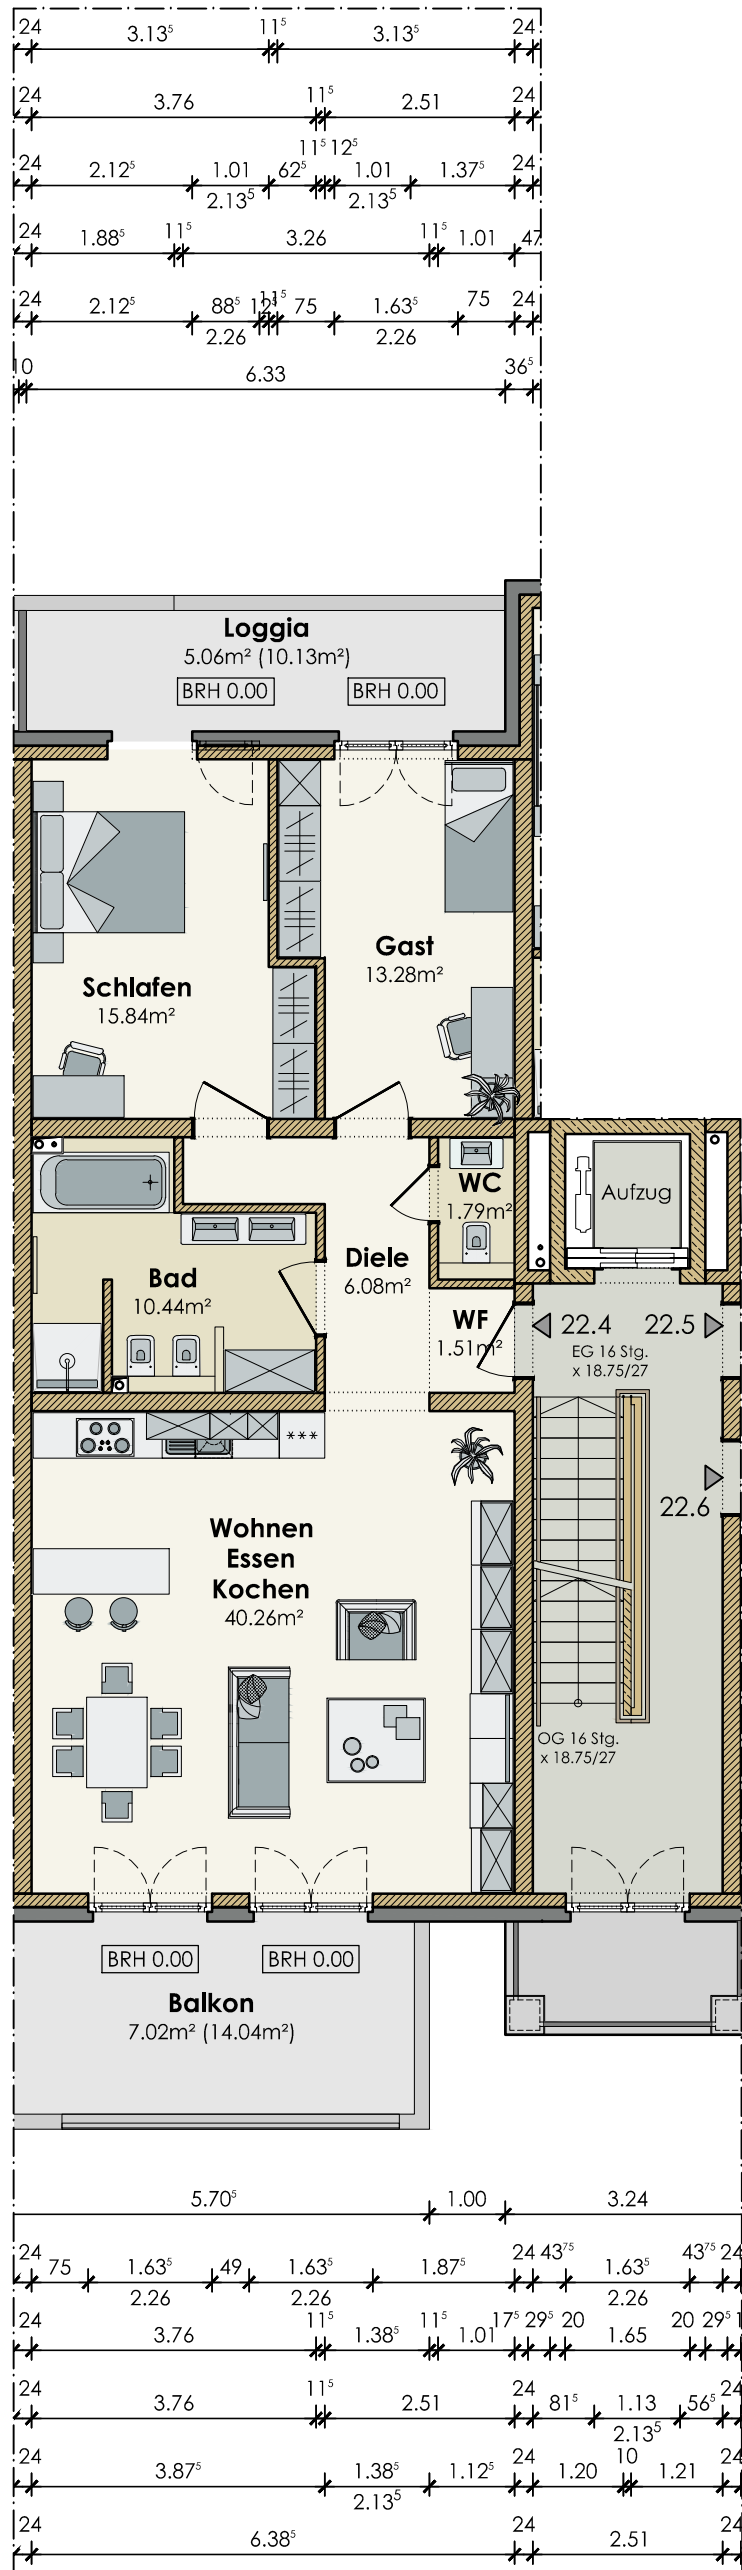 24 3.13⁵ 11⁵ 3.13⁵ 24
24 3.76 11⁵ 2.51 24
11⁵ 12⁵
24 2.12⁵ 1.01 62⁵ 1.01 1.37⁵ 24
2.13⁵ 2.13⁵
24 1.88⁵ 11⁵ 3.26 11⁵ 1.01 47
24 2.12⁵ 88⁵ 12⁵ 11⁵ 75 1.63⁵ 75 24
2.26 2.26
10 6.33 36⁵
Loggia
5.06m² (10.13m²)
BRH 0.00 BRH 0.00
Gast
13.28m²
Schlafen
15.84m²
WC
1.79m²
Aufzug
Diele
6.08m²
Bad
10.44m²
WF
1.51m²
22.4 22.5
EG 16 Stg.
x 18.75/27
***
22.6
Wohnen
Essen
Kochen
40.26m²
OG 16 Stg.
x 18.75/27
BRH 0.00 BRH 0.00
Balkon
7.02m² (14.04m²)
5.70⁵ 1.00 3.24
24 75 1.63⁵ 49 1.63⁵ 1.87⁵ 24 43⁷⁵ 1.63⁵ 43⁷⁵ 24
2.26 2.26 2.26
24 3.76 11⁵ 1.38⁵ 11⁵ 1.01 17⁵ 29⁵ 20 1.65 20 29⁵ 1
24 3.76 11⁵ 2.51 24 81⁵ 1.13 56⁵ 24
2.13⁵
24 3.87⁵ 1.38⁵ 1.12⁵ 24 1.20 10 1.21 24
2.13⁵
24 6.38⁵ 24 2.51 24